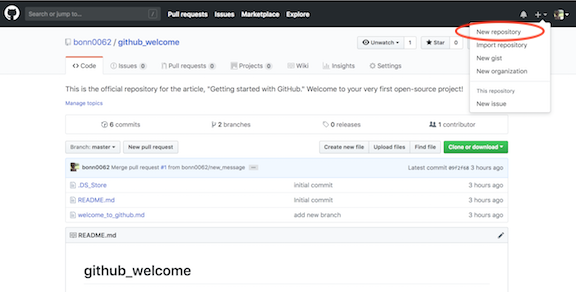 Search or jump to...
Pull requests Issues Marketplace Explore
New repository
Import repository
New gist
New organization
This repository
New issue
bonn0062 / github_welcome
Unwatch 1 Star 0
Code Issues 0 Pull requests 0 Projects 0 Wiki Insights Settings
This is the official repository for the article, "Getting started with GitHub." Welcome to your very first open-source project!
Manage topics
6 commits 2 branches 0 releases 1 contributor
Branch: master New pull request Create new file Upload files Find file Clone or download
bonn0062 Merge pull request #1 from bonn0062/new_message Latest commit 3 hours ago
.DS_Store initial commit 3 hours ago
README.md initial commit 3 hours ago
welcome_to_github.md add new branch 3 hours ago
README.md
github_welcome